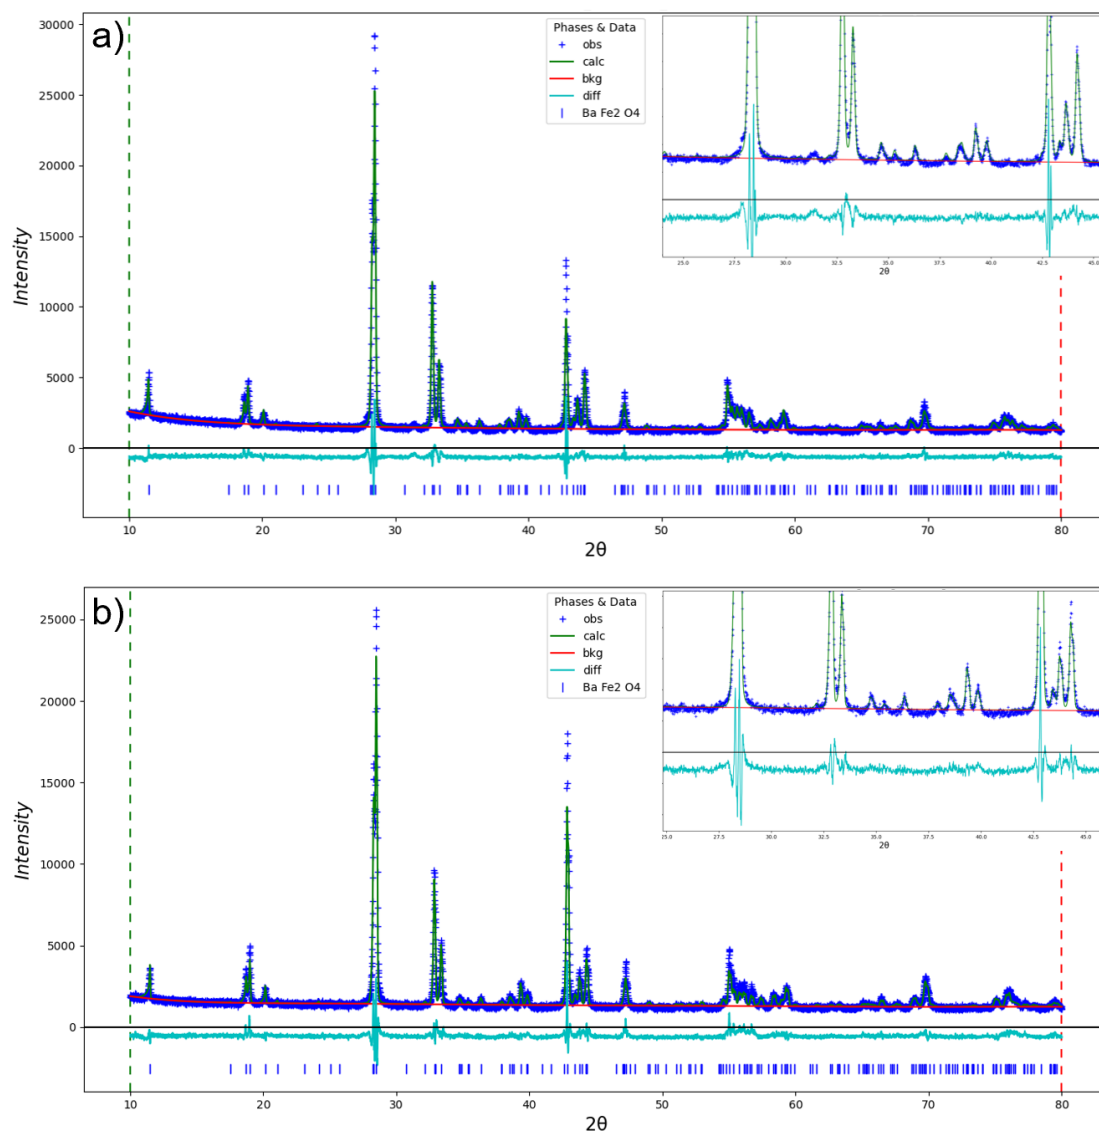 a)
Intensity
30000
25000
20000
15000
10000
5000
0
10 20 30 40 50 60 70 80
2θ
Phases & Data
obs
calc
bkg
diff
Ba Fe2 O4
25.0 27.5 30.0 32.5 35.0 37.5 40.0 42.5 45.0
2θ
b)
Intensity
25000
20000
15000
10000
5000
0
10 20 30 40 50 60 70 80
2θ
Phases & Data
obs
calc
bkg
diff
Ba Fe2 O4
25.0 27.5 30.0 32.5 35.0 37.5 40.0 42.5 45.0
2θ